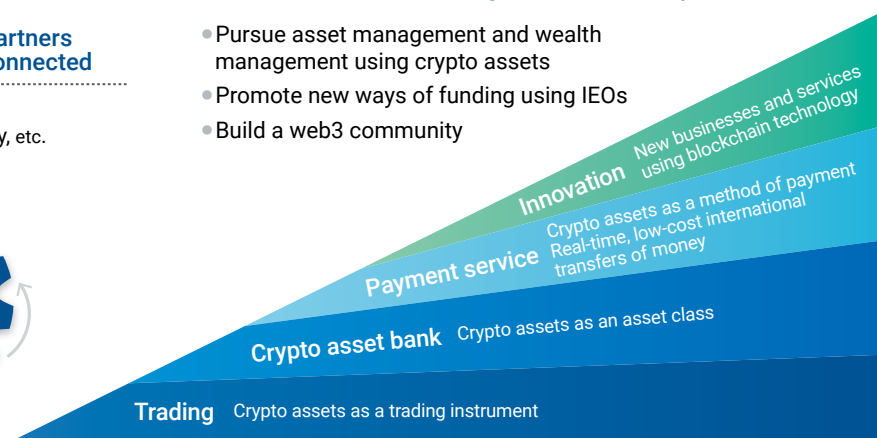 artners
onnected
y, etc.
Pursue asset management and wealth
management using crypto assets
Promote new ways of funding using IEOs
Build a web3 community
Innovation
New businesses and services
using blockchain technology
Payment service
Crypto assets as a method of payment
Real-time, low-cost international
transfers of money
Crypto asset bank Crypto assets as an asset class
Trading Crypto assets as a trading instrument